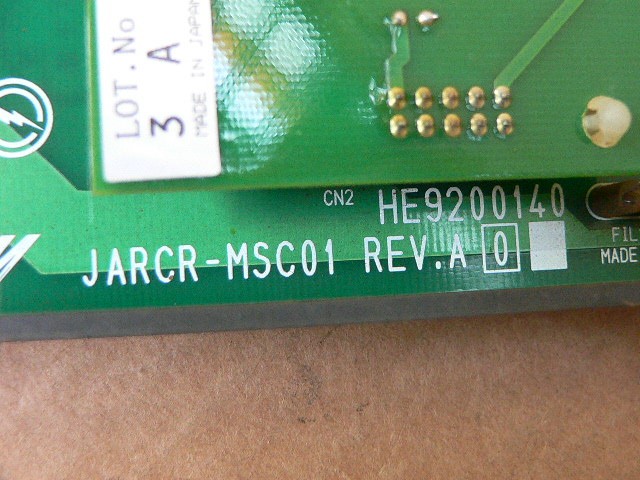 LOT.No
3 A
MADE IN JAPAN
CN2 HE9200140
JARCR-MSC01 REV.A 0
FIL
MADE